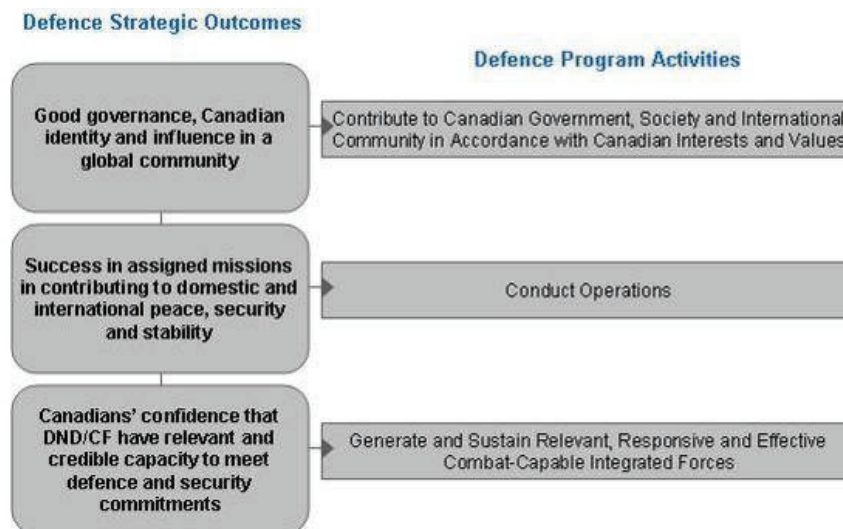 Defence Strategic Outcomes
Defence Program Activities
Good governance, Canadian
identity and influence in a
global community
Contribute to Canadian Government, Society and International
Community in Accordance with Canadian Interests and Values
Success in assigned missions
in contributing to domestic and
international peace, security
and stability
Conduct Operations
Canadians' confidence that
DND/CF have relevant and
credible capacity to meet
defence and security
commitments
Generate and Sustain Relevant, Responsive and Effective
Combat-Capable Integrated Forces